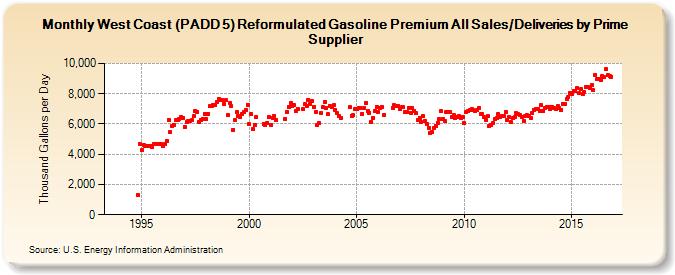 Monthly West Coast (PADD 5) Reformulated Gasoline Premium All Sales/Deliveries by Prime
Supplier
Thousand Gallons per Day
10,000
8,000
6,000
4,000
2,000
0
1995 2000 2005 2010 2015
Source: U.S. Energy Information Administration